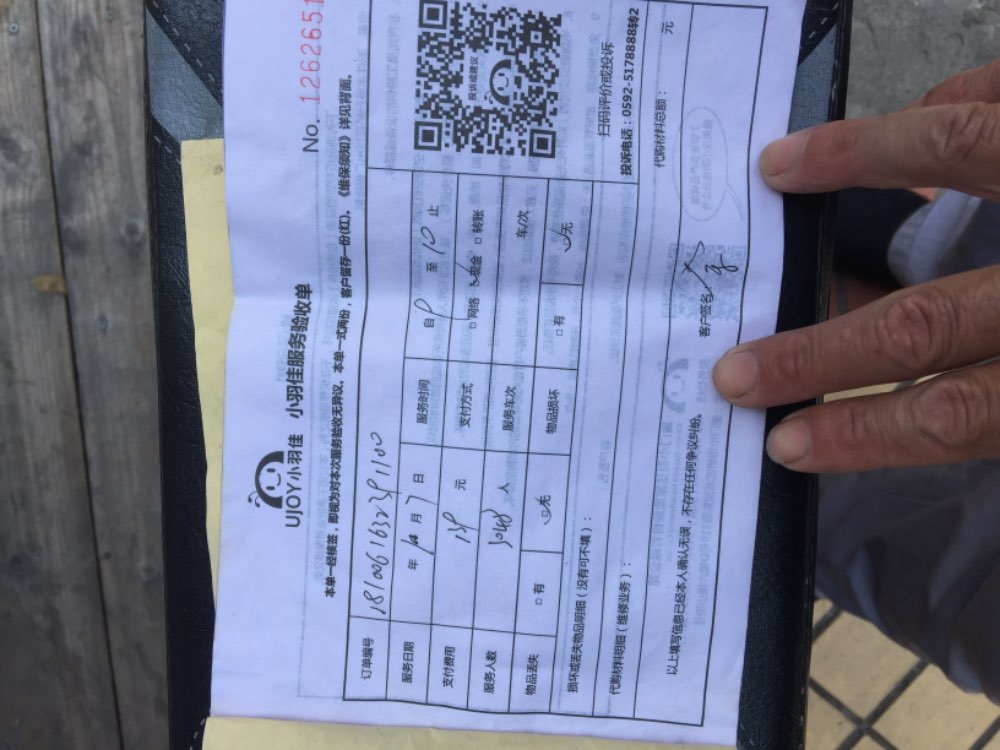 No. 1262651
UJOY小羽佳 小羽佳服务验收单
本单一经续签，即视为对本次服务验收无异议。本单一式两份，客户留存一份(红)。《维保须知》详见背面。
订单编号
服务日期 年 月 7 日 服务时间 自 9 至 10 止
支付费用 元 支付方式 □网络 现金 □转账
服务人数 人 服务车次 车/次
物品丢失 □有 无 物品损坏 □有 无
投诉或建议
扫码评价或投诉
投诉电话：0592-5178888转2
损坏或丢失物品明细（没有可不填）：
代购材料明细（维修业务）： 代购材料总额： 元
以上填写信息已经本人确认无误，不存在任何争议纠纷。 客户签名